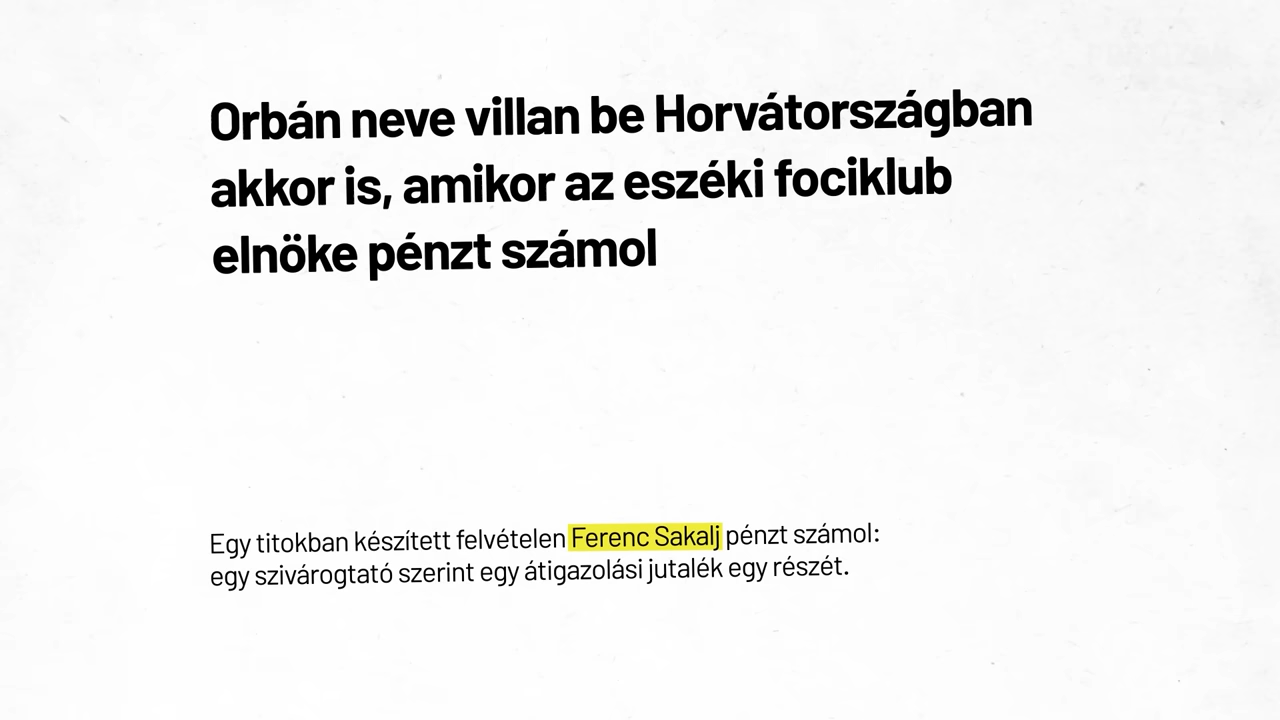 Orbán neve villan be Horvátországban
akkor is, amikor az eszéki fociklub
elnöke pénzt számol
Egy titokban készített felvételen Ferenc Sakalj pénzt számol:
egy szivárogtató szerint egy átigazolási jutalék egy részét.